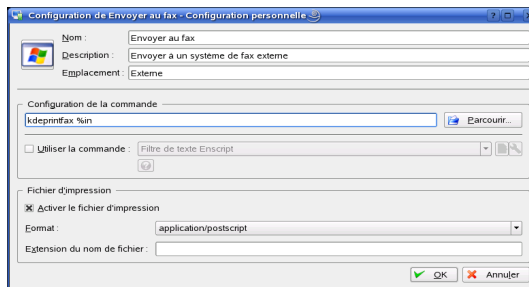 Configuration de Envoyer au fax - Configuration personnelle
Nom : Envoyer au fax
Description : Envoyer à un système de fax externe
Emplacement : Externe
Configuration de la commande
kdeprintfax %in
Parcourir...
Utiliser la commande : Filtre de texte Enscript
Fichier d'impression
Activer le fichier d'impression
Format : application/postscript
Extension du nom de fichier :
OK Annuler